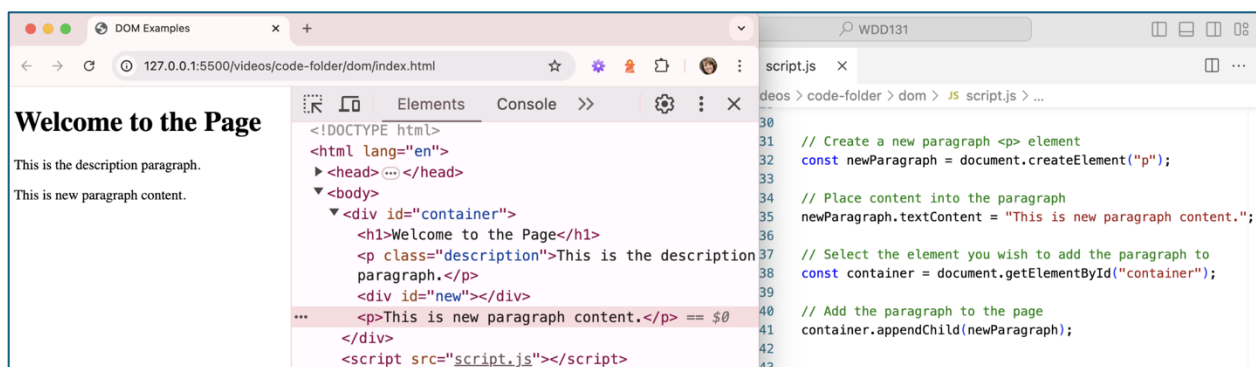 DOM Examples
WDD131
127.0.0.1:5500/videos/code-folder/dom/index.html
script.js
Elements
Console
deos > code-folder > dom > JS script.js > ...
Welcome to the Page
This is the description paragraph.
This is new paragraph content.
<!DOCTYPE html>
<html lang="en">
<head>…</head>
<body>
<div id="container">
<h1>Welcome to the Page</h1>
<p class="description">This is the description
paragraph.</p>
<div id="new"></div>
<p>This is new paragraph content.</p> == $0
</div>
<script src="script.js"></script>
30
31 // Create a new paragraph <p> element
32 const newParagraph = document.createElement("p");
33
34 // Place content into the paragraph
35 newParagraph.textContent = "This is new paragraph content.";
36
37 // Select the element you wish to add the paragraph to
38 const container = document.getElementById("container");
39
40 // Add the paragraph to the page
41 container.appendChild(newParagraph);
42
43